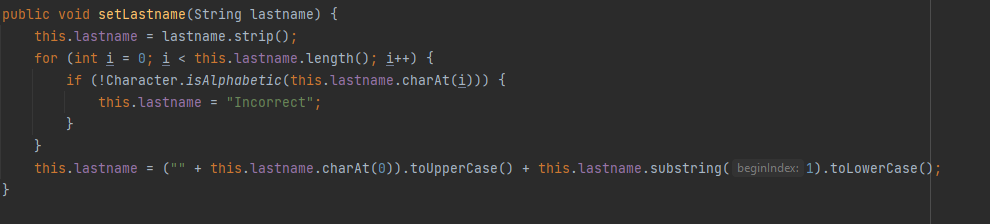 public void setLastname(String lastname) {
    this.lastname = lastname.strip();
    for (int i = 0; i < this.lastname.length(); i++) {
        if (!Character.isAlphabetic(this.lastname.charAt(i))) {
            this.lastname = "Incorrect";
        }
    }
    this.lastname = ("" + this.lastname.charAt(0)).toUpperCase() + this.lastname.substring( beginIndex: 1).toLowerCase();
}